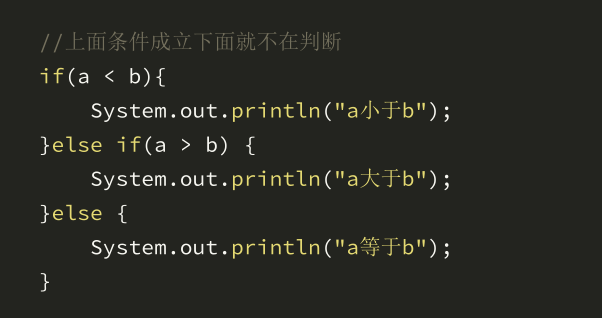 //上面条件成立下面就不在判断
if(a < b){
    System.out.println("a小于b");
}else if(a > b) {
    System.out.println("a大于b");
}else {
    System.out.println("a等于b");
}